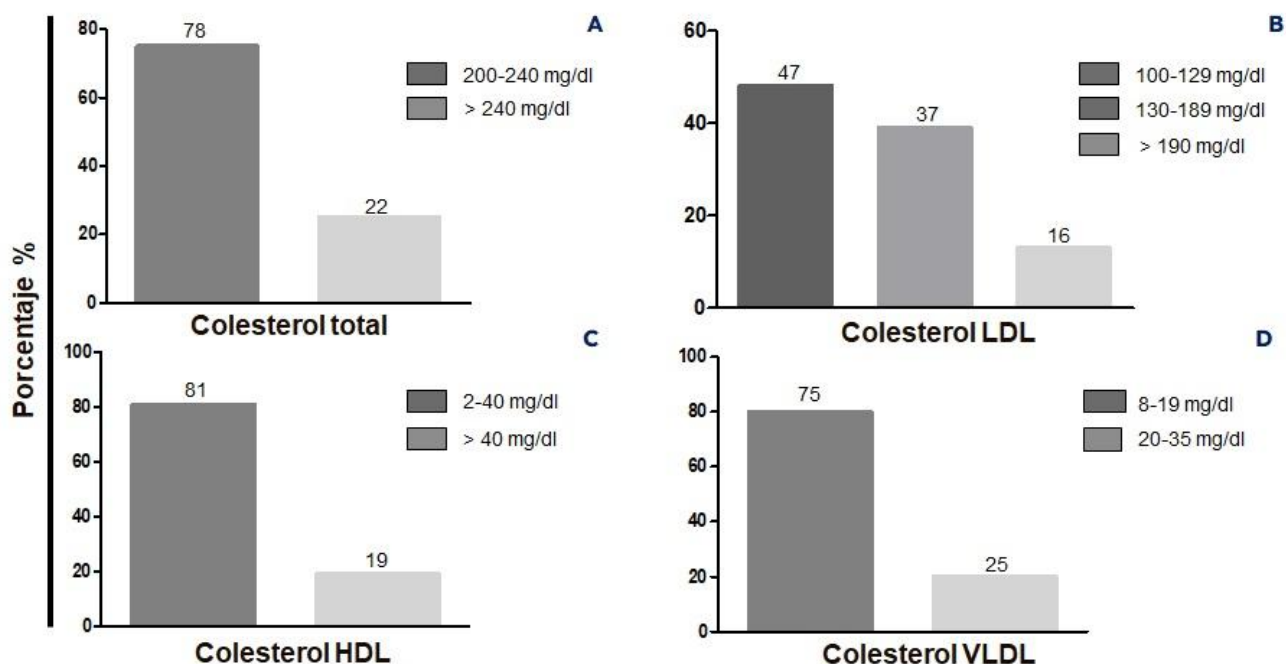 Porcentaje %
A
80
60
40
20
0
78
22
200-240 mg/dl
> 240 mg/dl
Colesterol total
B
60
40
20
0
47
37
16
100-129 mg/dl
130-189 mg/dl
> 190 mg/dl
Colesterol LDL
C
100
80
60
40
20
0
81
19
2-40 mg/dl
> 40 mg/dl
Colesterol HDL
D
100
80
60
40
20
0
75
25
8-19 mg/dl
20-35 mg/dl
Colesterol VLDL